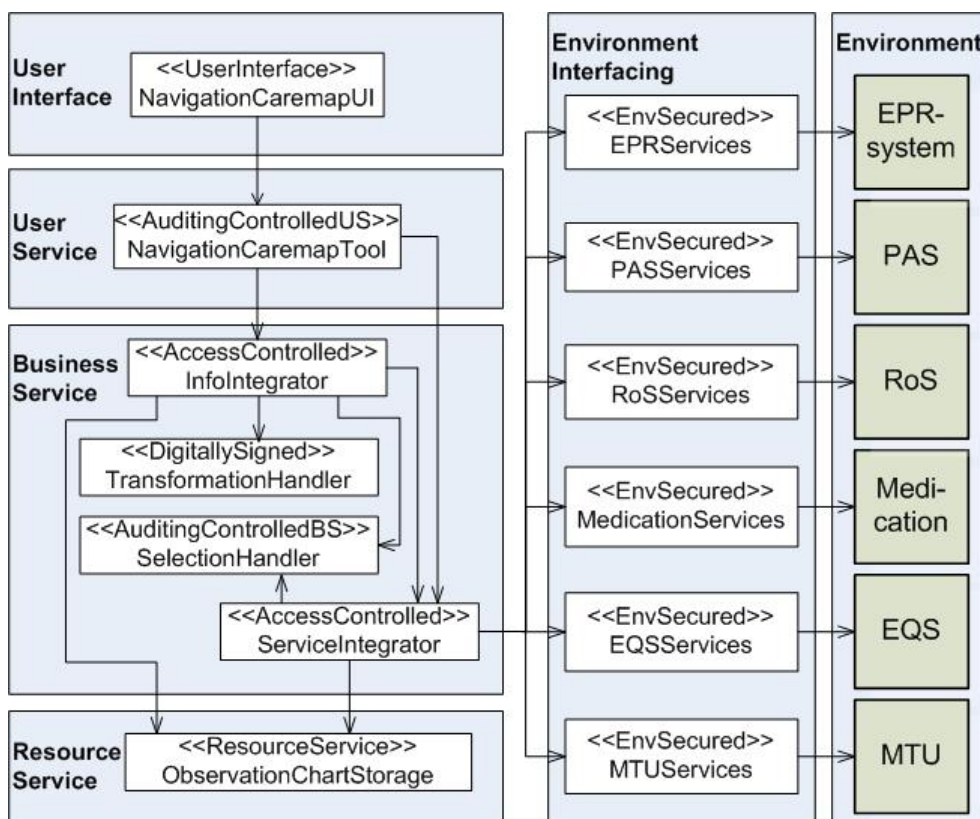 User
Interface
<<UserInterface>>
NavigationCaremapUI
User
Service
<<AuditingControlledUS>>
NavigationCaremapTool
Business
Service
<<AccessControlled>>
InfoIntegrator
<<DigitallySigned>>
TransformationHandler
<<AuditingControlledBS>>
SelectionHandler
<<AccessControlled>>
ServiceIntegrator
Resource
Service
<<ResourceService>>
ObservationChartStorage
Environment
Interfacing
<<EnvSecured>>
EPRServices
<<EnvSecured>>
PASServices
<<EnvSecured>>
RoSServices
<<EnvSecured>>
MedicationServices
<<EnvSecured>>
EQSServices
<<EnvSecured>>
MTUServices
Environment
EPR-
system
PAS
RoS
Medi-
cation
EQS
MTU